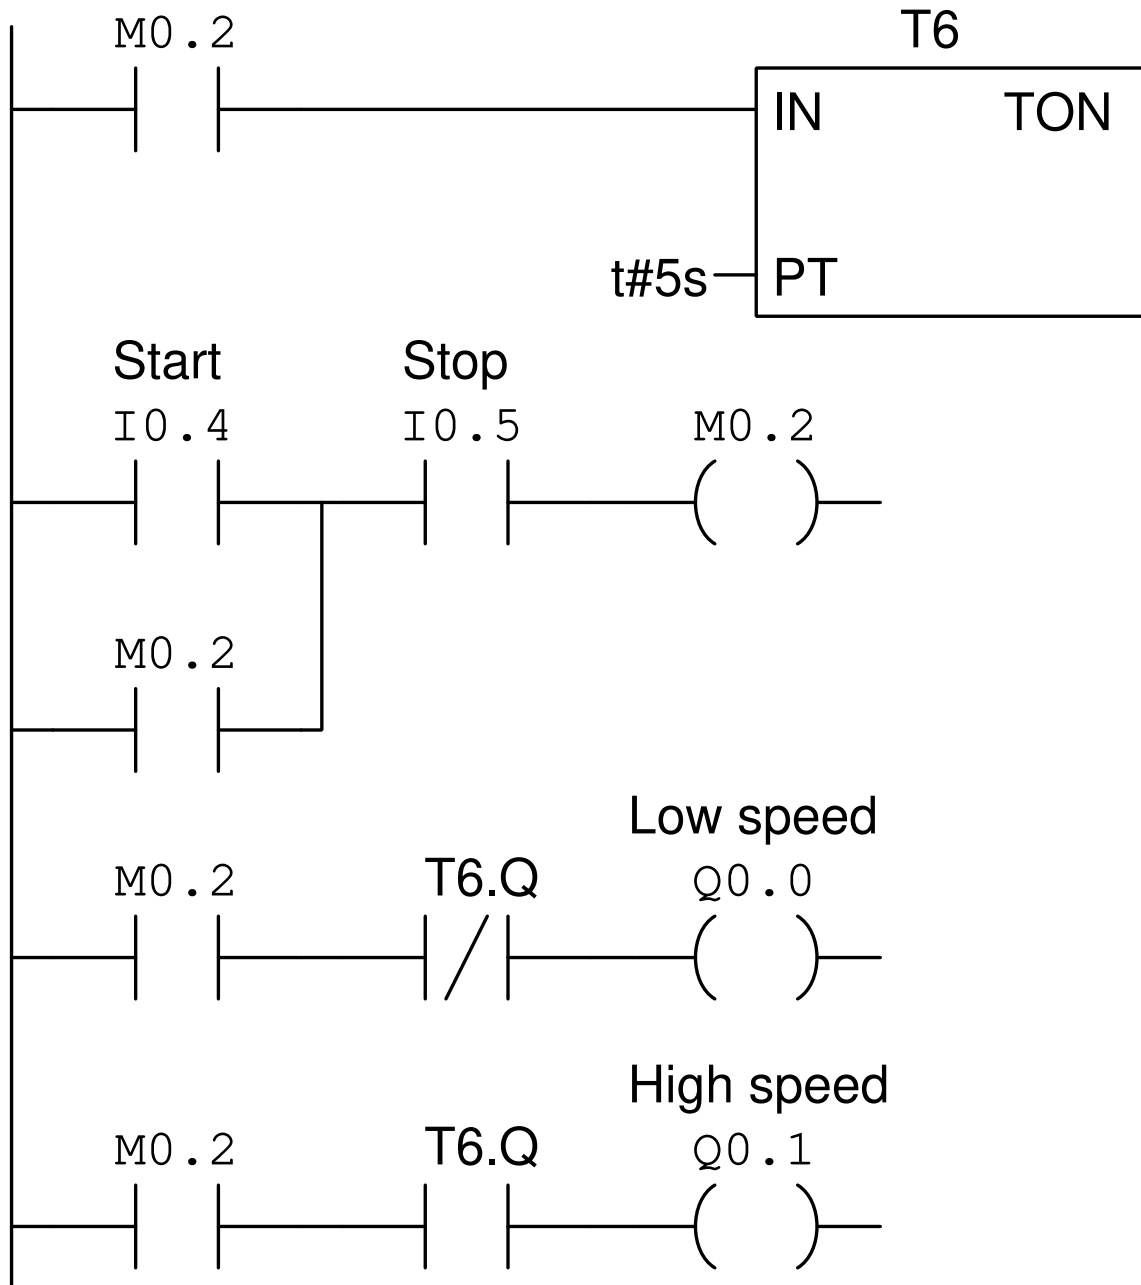 M0.2
T6
IN TON
t#5s PT
Start Stop
I0.4 I0.5 M0.2
M0.2
Low speed
M0.2 T6.Q Q0.0
High speed
M0.2 T6.Q Q0.1